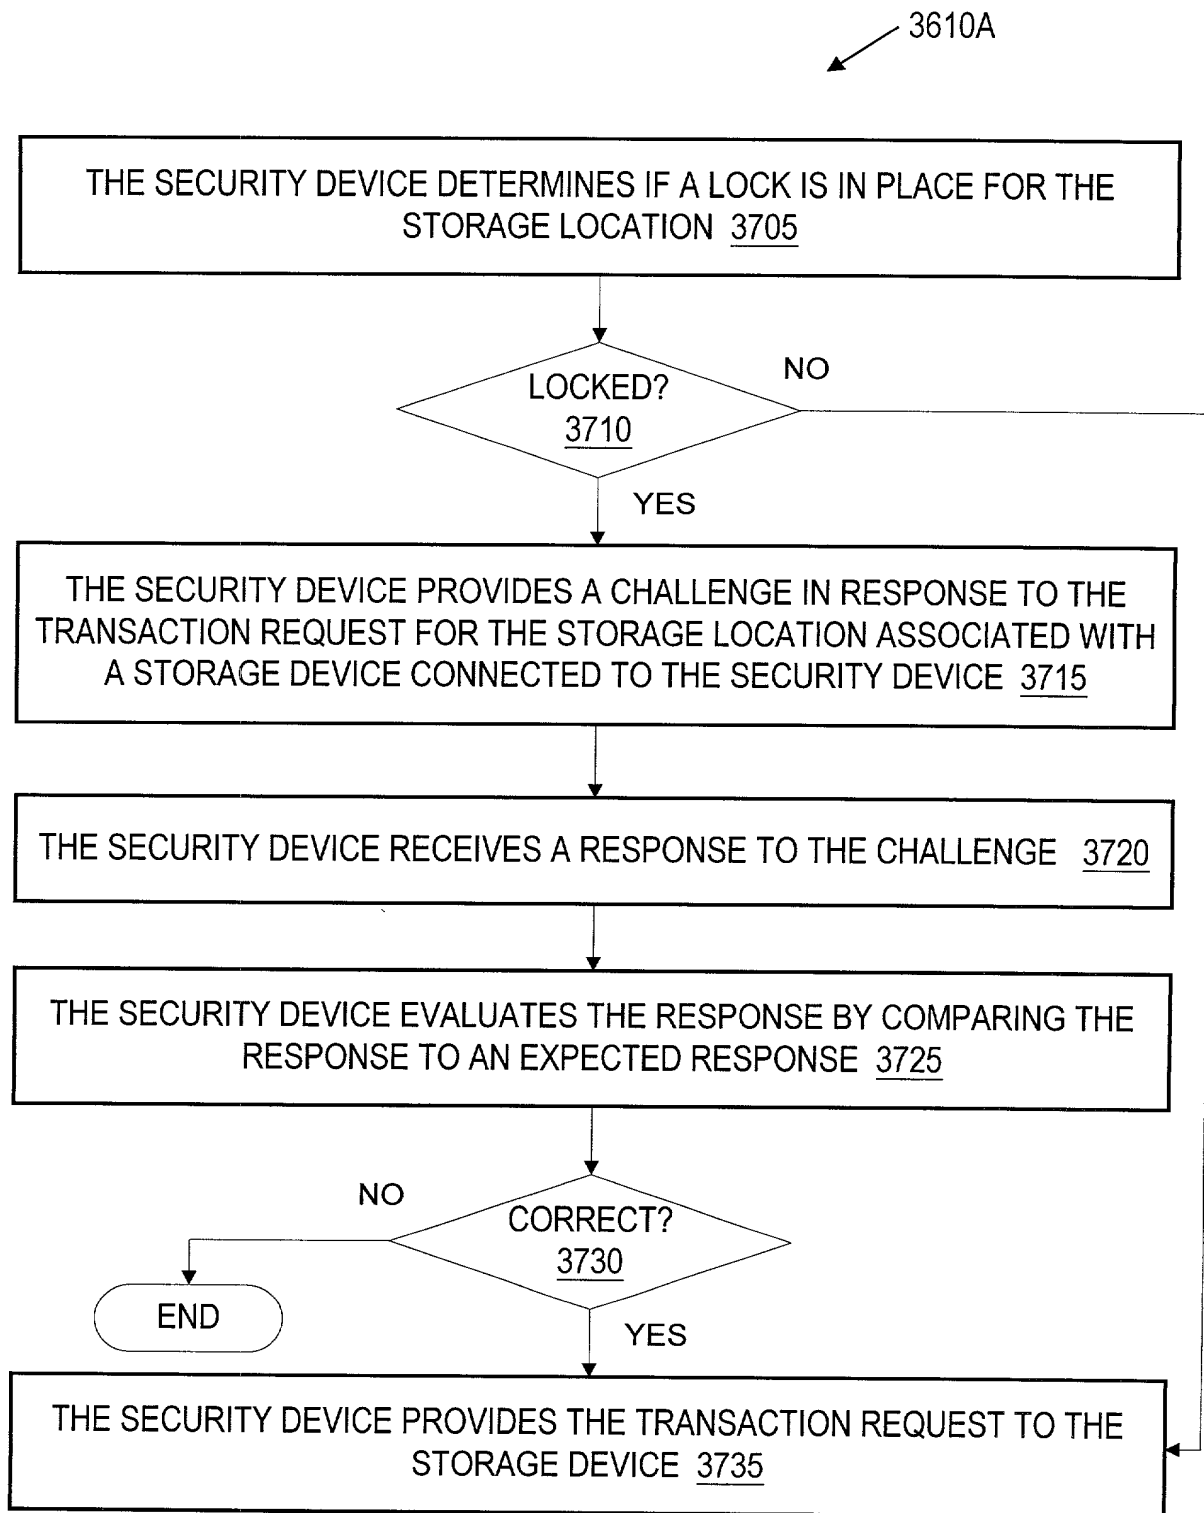 3610A
THE SECURITY DEVICE DETERMINES IF A LOCK IS IN PLACE FOR THE
STORAGE LOCATION 3705
LOCKED?
3710
NO
YES
THE SECURITY DEVICE PROVIDES A CHALLENGE IN RESPONSE TO THE
TRANSACTION REQUEST FOR THE STORAGE LOCATION ASSOCIATED WITH
A STORAGE DEVICE CONNECTED TO THE SECURITY DEVICE 3715
THE SECURITY DEVICE RECEIVES A RESPONSE TO THE CHALLENGE 3720
THE SECURITY DEVICE EVALUATES THE RESPONSE BY COMPARING THE
RESPONSE TO AN EXPECTED RESPONSE 3725
NO
CORRECT?
3730
END
YES
THE SECURITY DEVICE PROVIDES THE TRANSACTION REQUEST TO THE
STORAGE DEVICE 3735